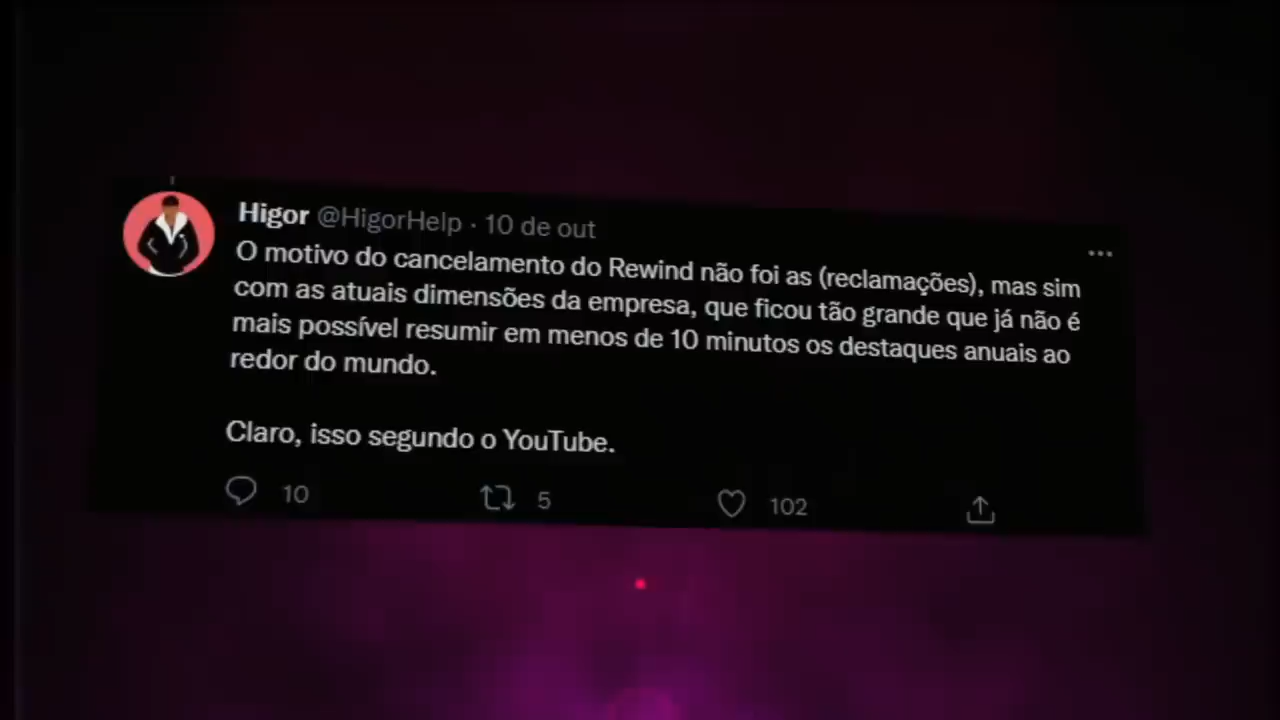 Higor @HigorHelp · 10 de out
O motivo do cancelamento do Rewind não foi as (reclamações), mas sim
com as atuais dimensões da empresa, que ficou tão grande que já não é
mais possível resumir em menos de 10 minutos os destaques anuais ao
redor do mundo.
Claro, isso segundo o YouTube.
10 5 102